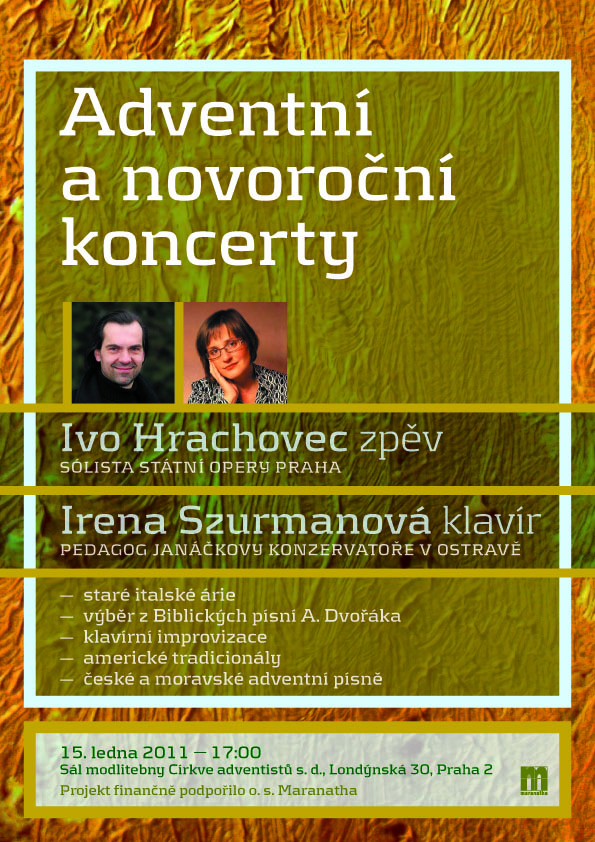 Adventní
a novoroční
koncerty
Ivo Hrachovec zpěv
SÓLISTA STÁTNÍ OPERY PRAHA
Irena Szurmanová klavír
PEDAGOG JANÁČKOVY KONZERVATOŘE V OSTRAVĚ
— staré italské árie
— výběr z Biblických písní A. Dvořáka
— klavírní improvizace
— americké tradicionály
— české a moravské adventní písně
15. ledna 2011 — 17:00
Sál modlitebny Církve adventistů s. d., Londýnská 30, Praha 2
Projekt finančně podpořilo o. s. Maranatha
maranatha